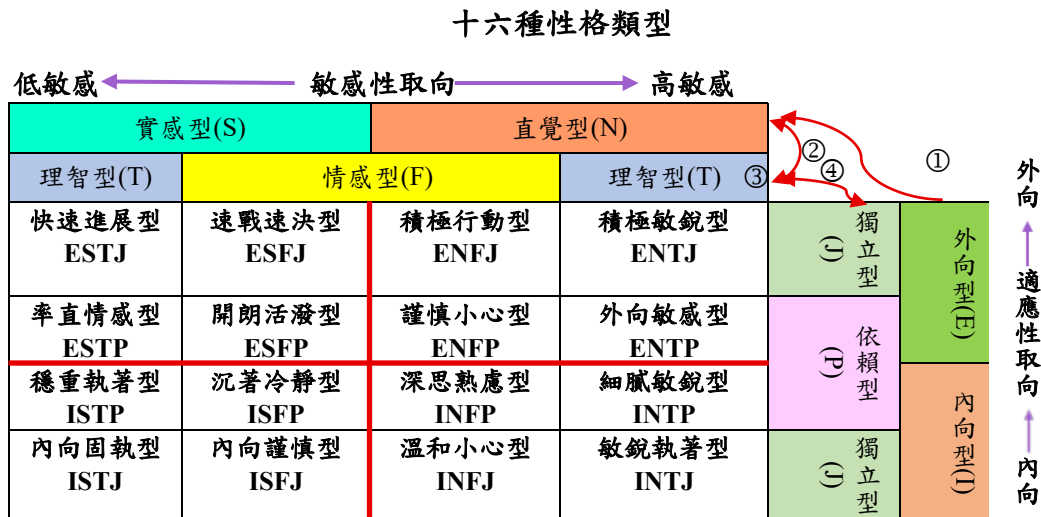 十六種性格類型
低敏感 敏感性取向 高敏感
實感型(S) 直覺型(N)
理智型(T) 情感型(F) 理智型(T)
① ② ③ ④
快速進展型 速戰速決型 積極行動型 積極敏銳型
ESTJ ESFJ ENFJ ENTJ
率直情感型 開朗活潑型 謹慎小心型 外向敏感型
ESTP ESFP ENFP ENTP
穩重執著型 沉著冷靜型 深思熟慮型 細膩敏銳型
ISTP ISFP INFP INTP
內向固執型 內向謹慎型 溫和小心型 敏銳執著型
ISTJ ISFJ INFJ INTJ
獨立型(J)
依賴型(P)
獨立型(J)
外向型(E)
內向型(I)
外向
適應性取向
內向